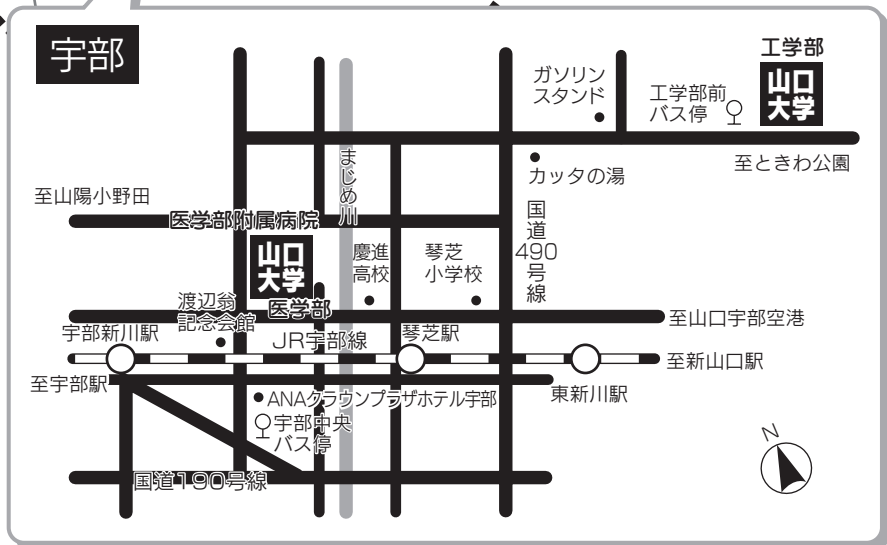 宇部
工学部
山口
大学
ガソリン
スタンド
工学部前
バス停
至ときわ公園
カッタの湯
まじめ川
至山陽小野田
医学部附属病院
国道490号線
山口
大学
医学部
慶進
高校
琴芝
小学校
渡辺翁
記念会館
至山口宇部空港
宇部新川駅
JR宇部線
琴芝駅
至新山口駅
至宇部駅
東新川駅
ANAクラウンプラザホテル宇部
宇部中央
バス停
国道190号線
N